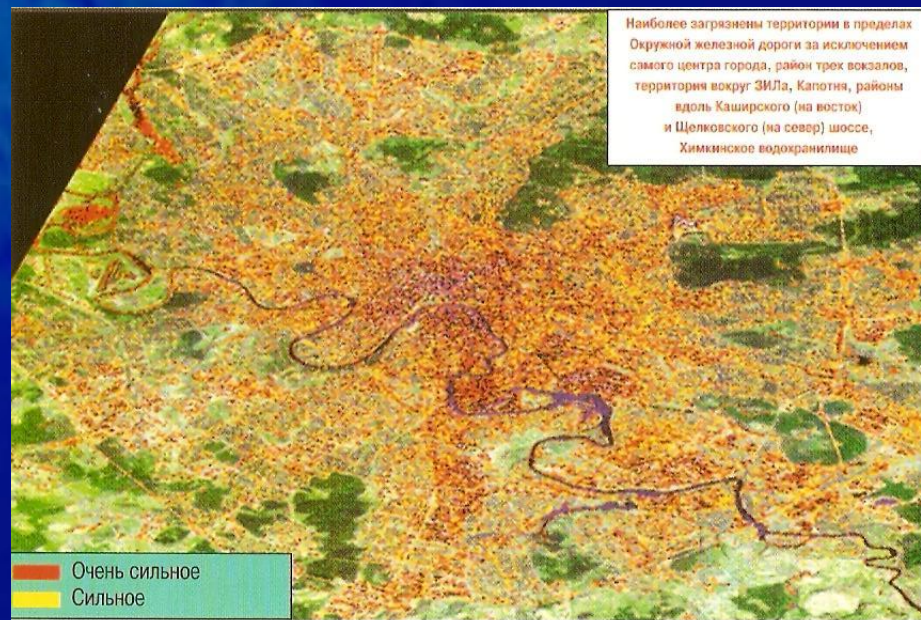 Наиболее загрязнены территории в пределах
Окружной железной дороги за исключением
самого центра города, район трех вокзалов,
территория вокруг ЗИЛа, Капотня, районы
вдоль Каширского (на восток)
и Щелковского (на север) шоссе,
Химкинское водохранилище
Очень сильное
Сильное